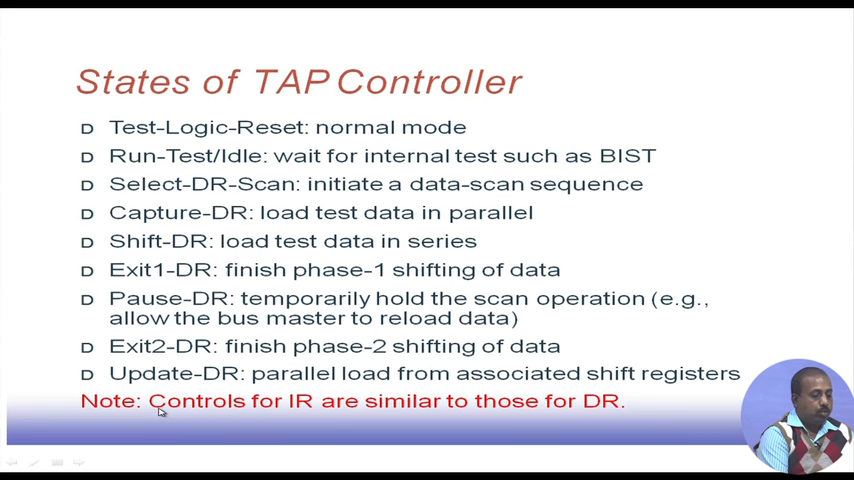 States of TAP Controller
D Test-Logic-Reset: normal mode
D Run-Test/Idle: wait for internal test such as BIST
D Select-DR-Scan: initiate a data-scan sequence
D Capture-DR: load test data in parallel
D Shift-DR: load test data in series
D Exit1-DR: finish phase-1 shifting of data
D Pause-DR: temporarily hold the scan operation (e.g.,
allow the bus master to reload data)
D Exit2-DR: finish phase-2 shifting of data
D Update-DR: parallel load from associated shift registers
Note: Controls for IR are similar to those for DR.